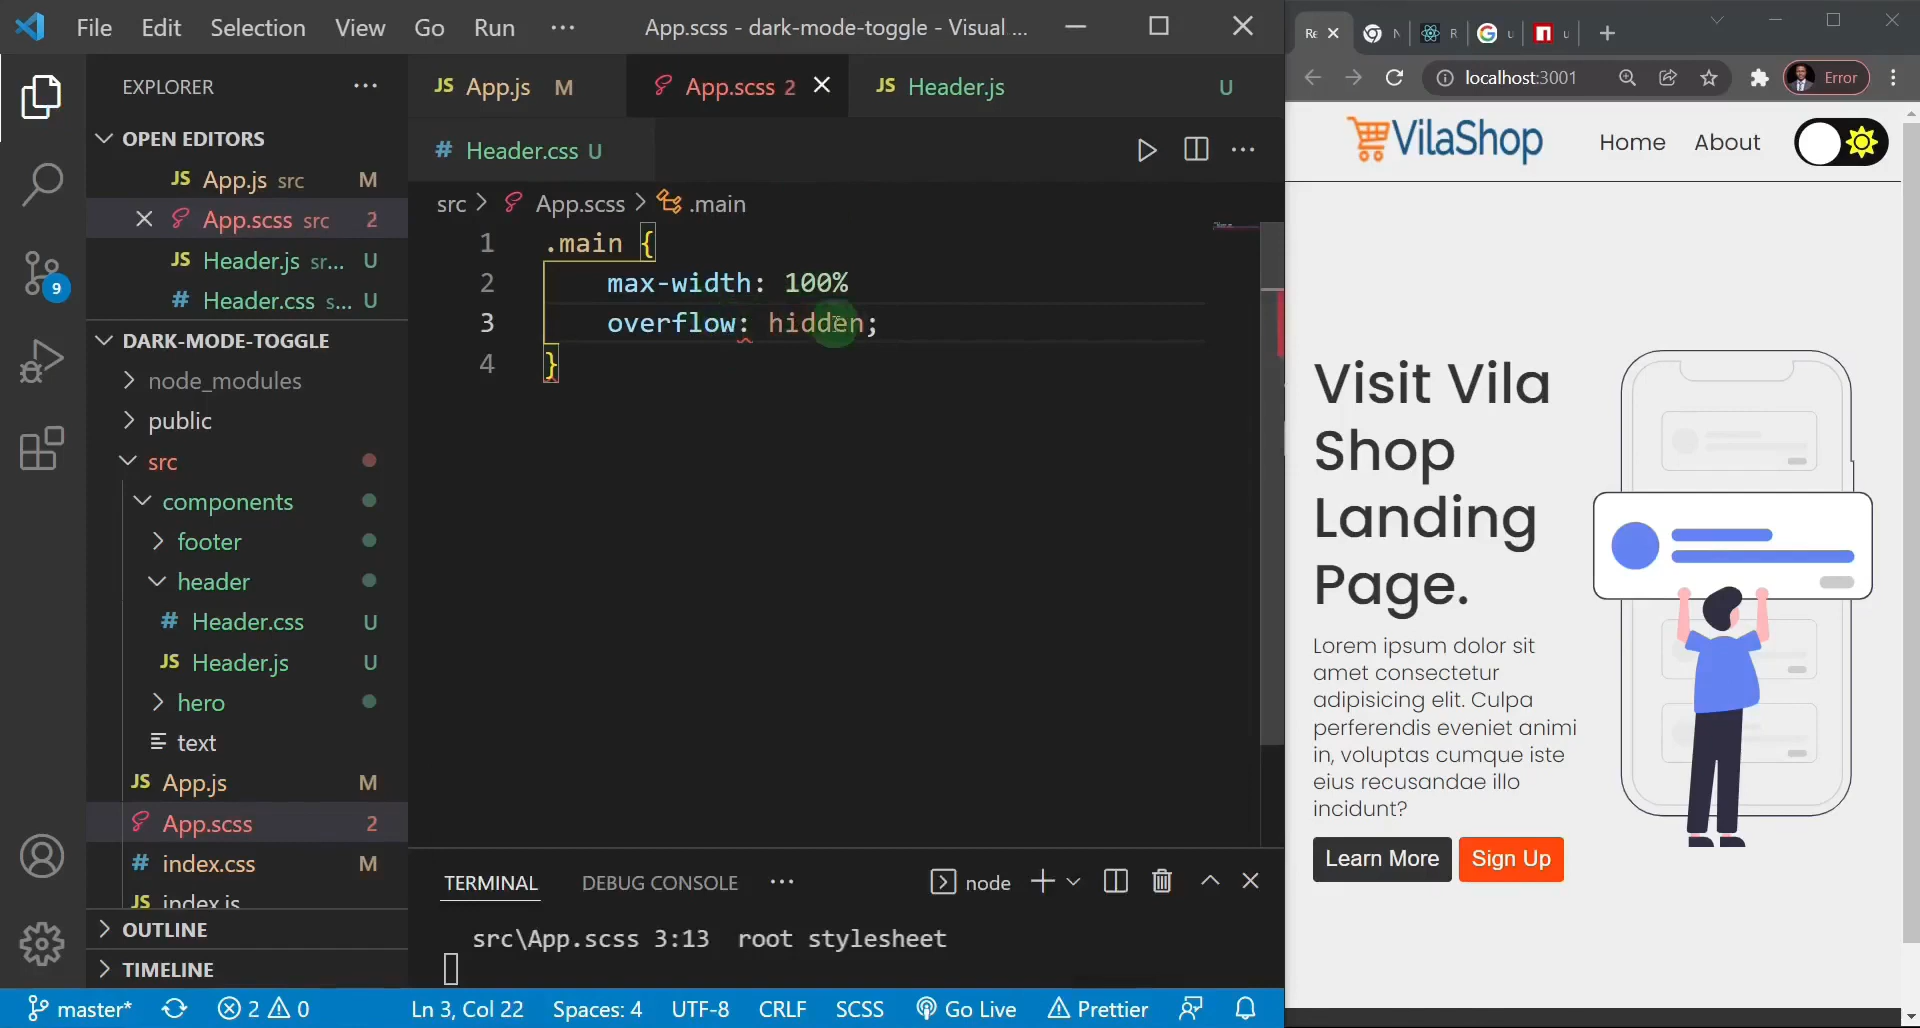 File Edit Selection View Go Run ··· App.scss - dark-mode-toggle - Visual ...
EXPLORER ···
OPEN EDITORS
JS App.js src M
App.scss src 2
JS Header.js sr... U
# Header.css s... U
DARK-MODE-TOGGLE
node_modules
public
src
components
footer
header
# Header.css U
JS Header.js U
hero
text
JS App.js M
App.scss 2
# index.css M
JS index.js
OUTLINE
TIMELINE
JS App.js M
App.scss 2
JS Header.js U
# Header.css U
src > App.scss > .main
1 .main {
2 max-width: 100%
3 overflow: hidden;
4 }
TERMINAL DEBUG CONSOLE ··· node
src\App.scss 3:13 root stylesheet
9
master* 2 0 Ln 3, Col 22 Spaces: 4 UTF-8 CRLF SCSS Go Live Prettier
Re N R u u
localhost:3001 Error
VilaShop Home About
Visit Vila
Shop
Landing
Page.
Lorem ipsum dolor sit
amet consectetur
adipisicing elit. Culpa
perferendis eveniet animi
in, voluptas cumque iste
eius recusandae illo
incidunt?
Learn More Sign Up